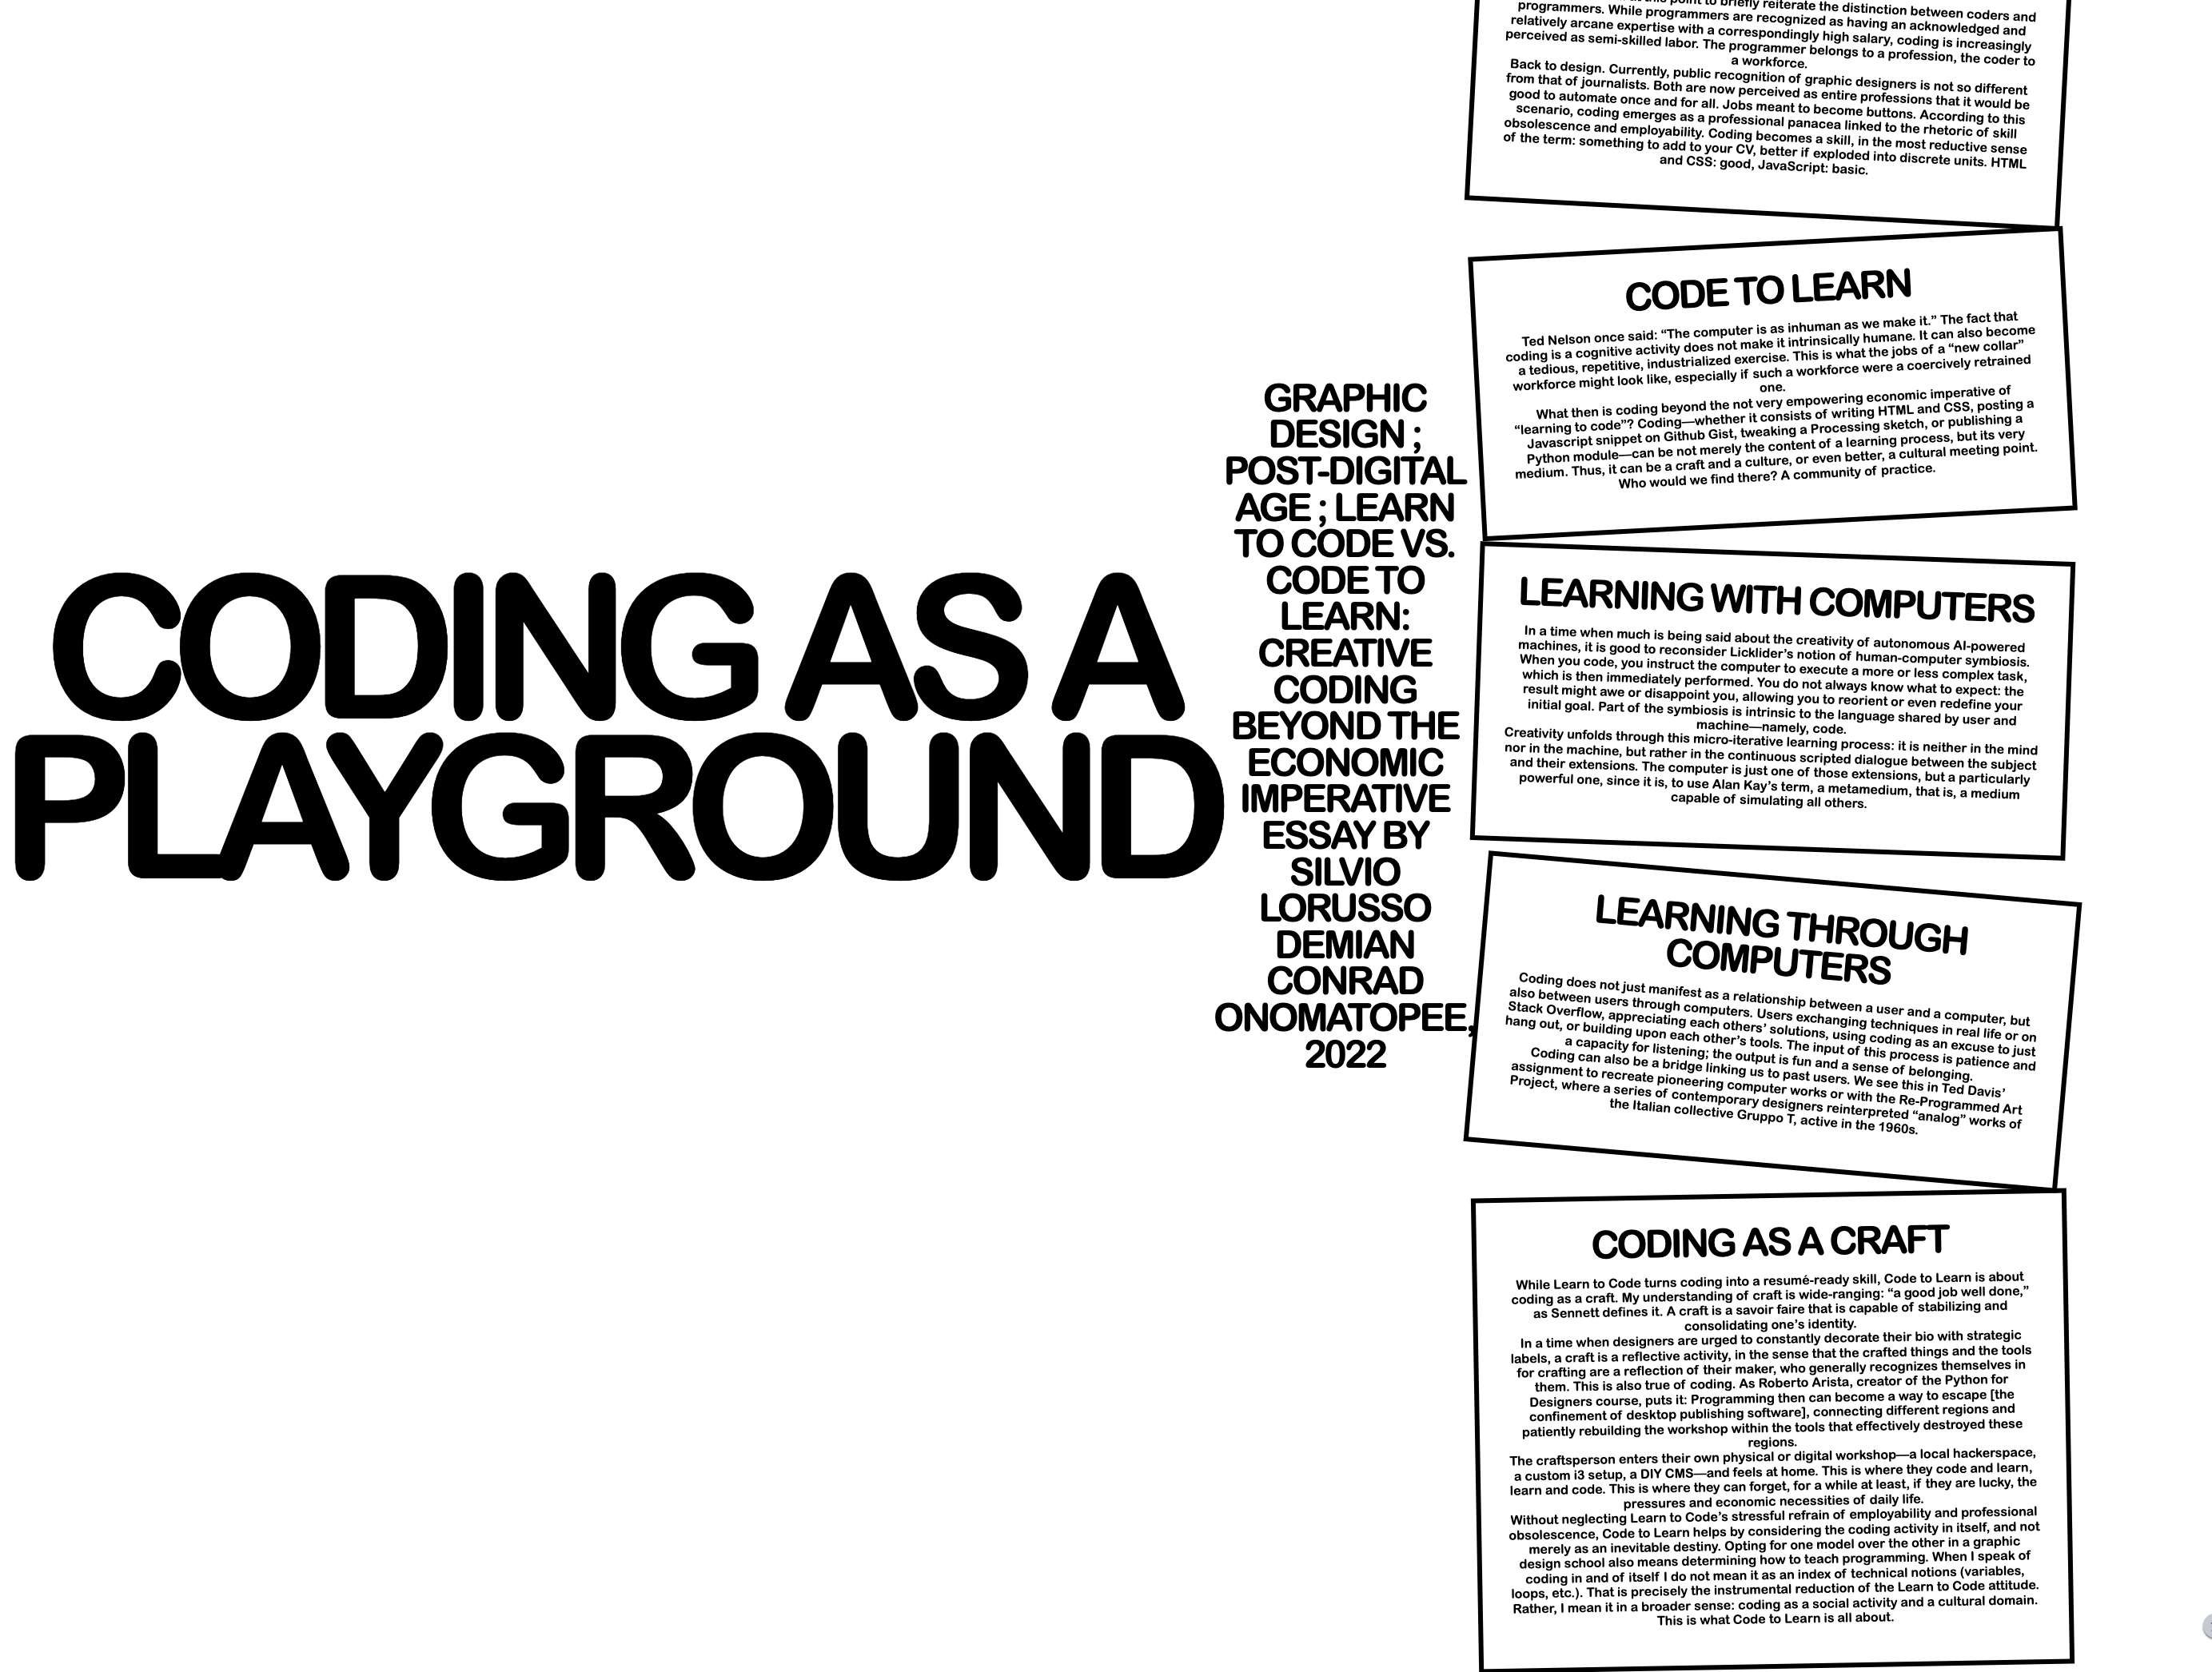 CODING AS A
PLAYGROUND
GRAPHIC
DESIGN ;
POST-DIGITAL
AGE ; LEARN
TO CODE VS.
CODE TO
LEARN:
CREATIVE
CODING
BEYOND THE
ECONOMIC
IMPERATIVE
ESSAY BY
SILVIO
LORUSSO
DEMIAN
CONRAD
ONOMATOPEE,
2022
this point to briefly reiterate the distinction between coders and
programmers. While programmers are recognized as having an acknowledged and
relatively arcane expertise with a correspondingly high salary, coding is increasingly
perceived as semi-skilled labor. The programmer belongs to a profession, the coder to
a workforce.
Back to design. Currently, public recognition of graphic designers is not so different
from that of journalists. Both are now perceived as entire professions that it would be
good to automate once and for all. Jobs meant to become buttons. According to this
scenario, coding emerges as a professional panacea linked to the rhetoric of skill
obsolescence and employability. Coding becomes a skill, in the most reductive sense
of the term: something to add to your CV, better if exploded into discrete units. HTML
and CSS: good, JavaScript: basic.
CODE TO LEARN
Ted Nelson once said: “The computer is as inhuman as we make it.” The fact that
coding is a cognitive activity does not make it intrinsically humane. It can also become
a tedious, repetitive, industrialized exercise. This is what the jobs of a “new collar”
workforce might look like, especially if such a workforce were a coercively retrained
one.
What then is coding beyond the not very empowering economic imperative of
“learning to code”? Coding—whether it consists of writing HTML and CSS, posting a
Javascript snippet on Github Gist, tweaking a Processing sketch, or publishing a
Python module—can be not merely the content of a learning process, but its very
medium. Thus, it can be a craft and a culture, or even better, a cultural meeting point.
Who would we find there? A community of practice.
LEARNING WITH COMPUTERS
In a time when much is being said about the creativity of autonomous AI-powered
machines, it is good to reconsider Licklider’s notion of human-computer symbiosis.
When you code, you instruct the computer to execute a more or less complex task,
which is then immediately performed. You do not always know what to expect: the
result might awe or disappoint you, allowing you to reorient or even redefine your
initial goal. Part of the symbiosis is intrinsic to the language shared by user and
machine—namely, code.
Creativity unfolds through this micro-iterative learning process: it is neither in the mind
nor in the machine, but rather in the continuous scripted dialogue between the subject
and their extensions. The computer is just one of those extensions, but a particularly
powerful one, since it is, to use Alan Kay’s term, a metamedium, that is, a medium
capable of simulating all others.
LEARNING THROUGH
COMPUTERS
Coding does not just manifest as a relationship between a user and a computer, but
also between users through computers. Users exchanging techniques in real life or on
Stack Overflow, appreciating each others’ solutions, using coding as an excuse to just
hang out, or building upon each other’s tools. The input of this process is patience and
a capacity for listening; the output is fun and a sense of belonging.
Coding can also be a bridge linking us to past users. We see this in Ted Davis’
assignment to recreate pioneering computer works or with the Re-Programmed Art
Project, where a series of contemporary designers reinterpreted “analog” works of
the Italian collective Gruppo T, active in the 1960s.
CODING AS A CRAFT
While Learn to Code turns coding into a resumé-ready skill, Code to Learn is about
coding as a craft. My understanding of craft is wide-ranging: “a good job well done,”
as Sennett defines it. A craft is a savoir faire that is capable of stabilizing and
consolidating one’s identity.
In a time when designers are urged to constantly decorate their bio with strategic
labels, a craft is a reflective activity, in the sense that the crafted things and the tools
for crafting are a reflection of their maker, who generally recognizes themselves in
them. This is also true of coding. As Roberto Arista, creator of the Python for
Designers course, puts it: Programming then can become a way to escape [the
confinement of desktop publishing software], connecting different regions and
patiently rebuilding the workshop within the tools that effectively destroyed these
regions.
The craftsperson enters their own physical or digital workshop—a local hackerspace,
a custom i3 setup, a DIY CMS—and feels at home. This is where they code and learn,
learn and code. This is where they can forget, for a while at least, if they are lucky, the
pressures and economic necessities of daily life.
Without neglecting Learn to Code’s stressful refrain of employability and professional
obsolescence, Code to Learn helps by considering the coding activity in itself, and not
merely as an inevitable destiny. Opting for one model over the other in a graphic
design school also means determining how to teach programming. When I speak of
coding in and of itself I do not mean it as an index of technical notions (variables,
loops, etc.). That is precisely the instrumental reduction of the Learn to Code attitude.
Rather, I mean it in a broader sense: coding as a social activity and a cultural domain.
This is what Code to Learn is all about.